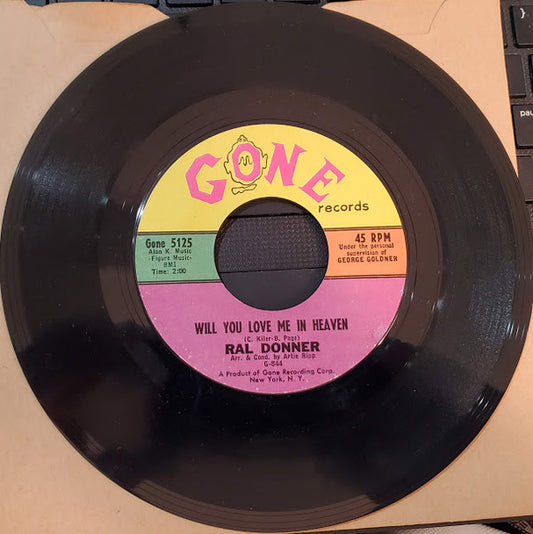 GONE
records
Gone 5125
Alan K. Music
-Figure Music-
BMI
Time: 2:00
45 RPM
Under the personal
supervision of
GEORGE GOLDNER
WILL YOU LOVE ME IN HEAVEN
(C. Kiler-B. Page)
RAL DONNER
Arr. & Cond. by Artie Ripp
G-844
A Product of Gone Recording Corp.
New York, N. Y.